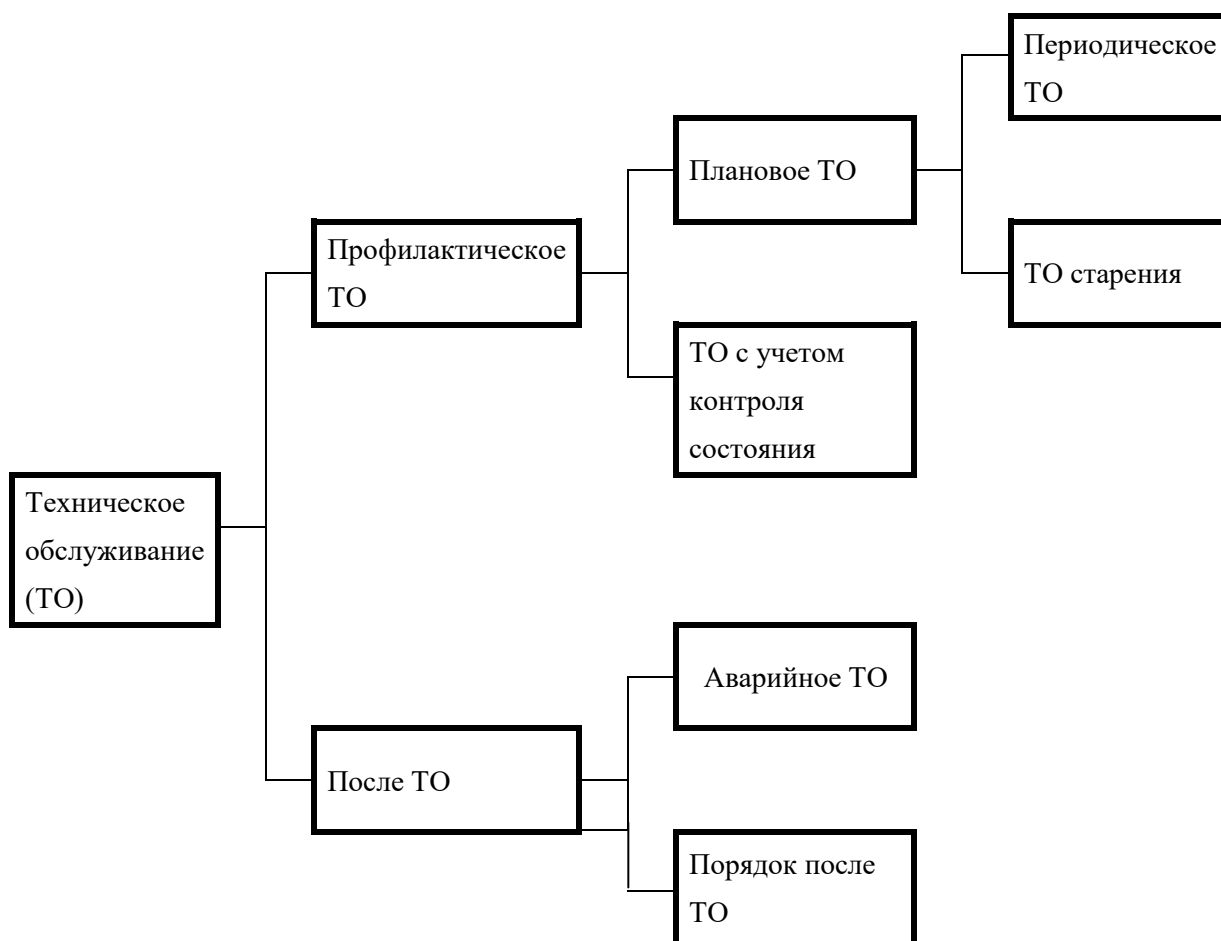 Периодическое
ТО
Плановое ТО
Профилактическое
ТО
ТО старения
ТО с учетом
контроля
состояния
Техническое
обслуживание
(ТО)
Аварийное ТО
После ТО
Порядок после
ТО